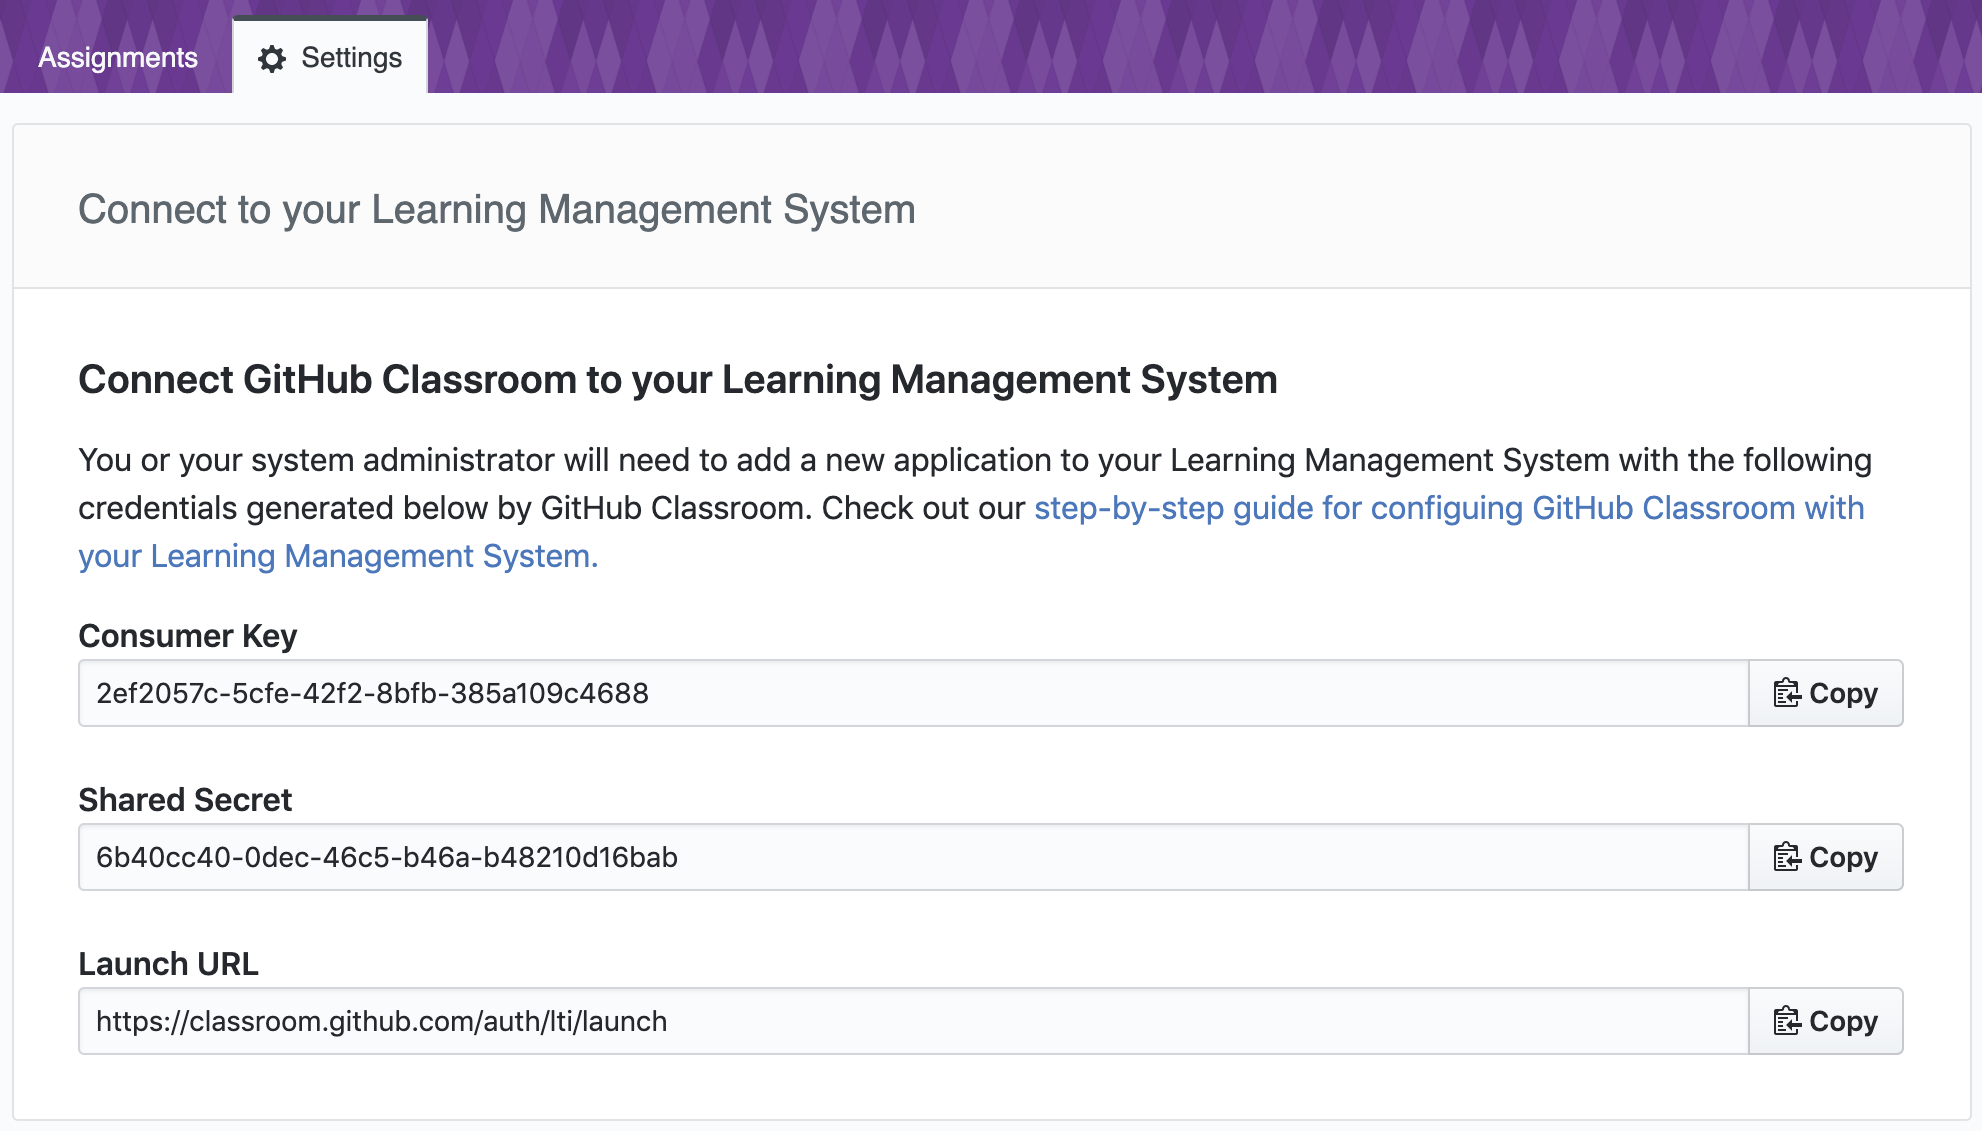 Assignments
Settings
Connect to your Learning Management System
Connect GitHub Classroom to your Learning Management System
You or your system administrator will need to add a new application to your Learning Management System with the following
credentials generated below by GitHub Classroom. Check out our step-by-step guide for configuing GitHub Classroom with
your Learning Management System.
Consumer Key
2ef2057c-5cfe-42f2-8bfb-385a109c4688
Copy
Shared Secret
6b40cc40-0dec-46c5-b46a-b48210d16bab
Copy
Launch URL
https://classroom.github.com/auth/lti/launch
Copy